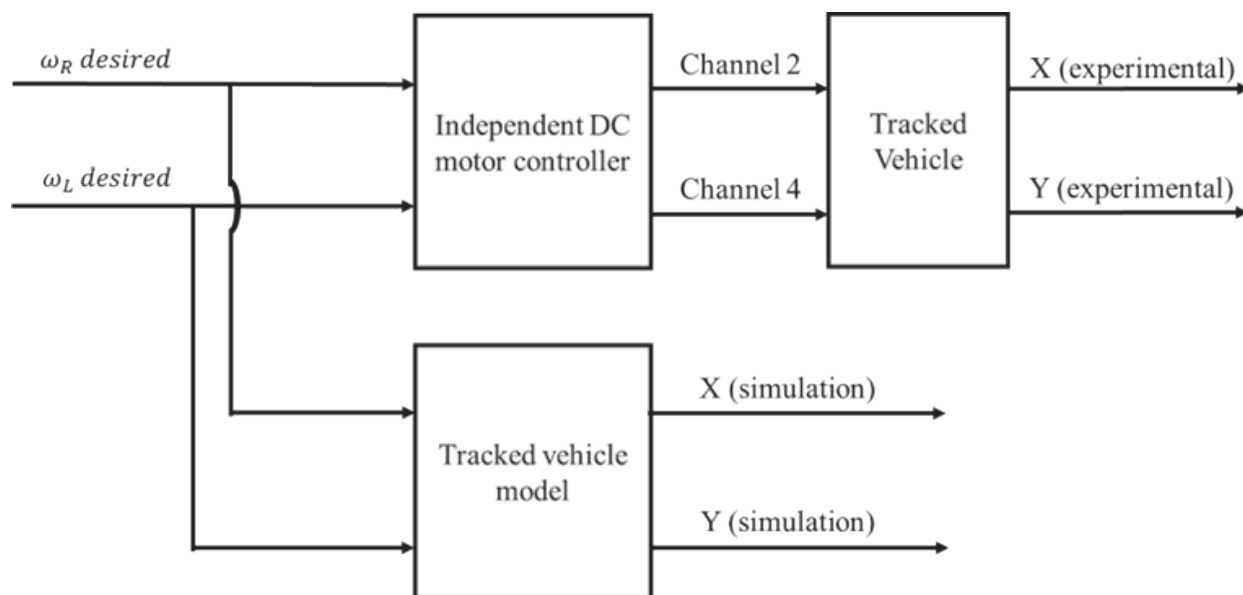 ω_R desired
Channel 2
X (experimental)
Independent DC
motor controller
Tracked
Vehicle
ω_L desired
Channel 4
Y (experimental)
X (simulation)
Tracked vehicle
model
Y (simulation)